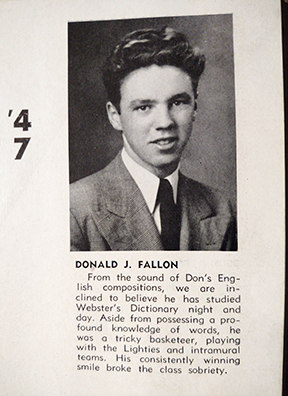 '4
7
DONALD J. FALLON
From the sound of Don's Eng-
lish compositions, we are in-
clined to believe he has studied
Webster's Dictionary night and
day. Aside from possessing a pro-
found knowledge of words, he
was a tricky basketeer, playing
with the Lighties and intramural
teams. His consistently winning
smile broke the class sobriety.